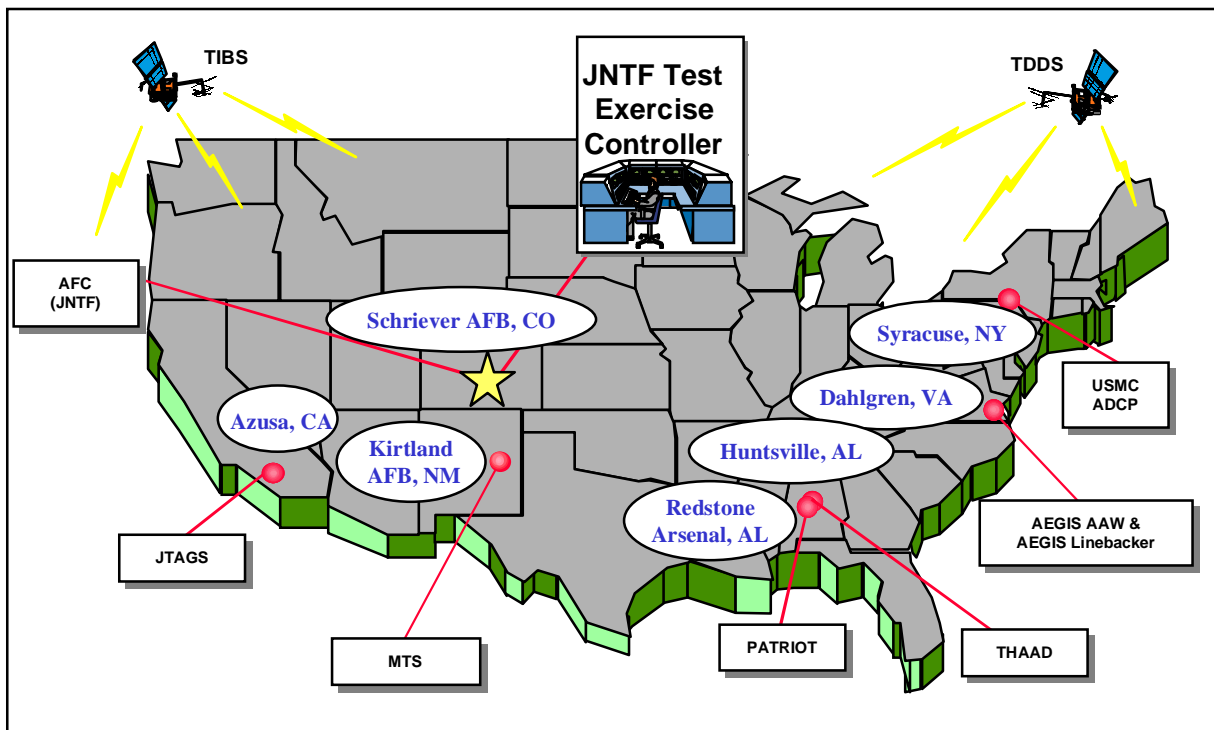 TIBS
JNTF Test
Exercise
Controller
TDDS
AFC
(JNTF)
Schriever AFB, CO
Syracuse, NY
USMC
ADCP
Dahlgren, VA
Azusa, CA
Kirtland
AFB, NM
Huntsville, AL
Redstone
Arsenal, AL
AEGIS AAW &
AEGIS Linebacker
JTAGS
MTS
PATRIOT
THAAD